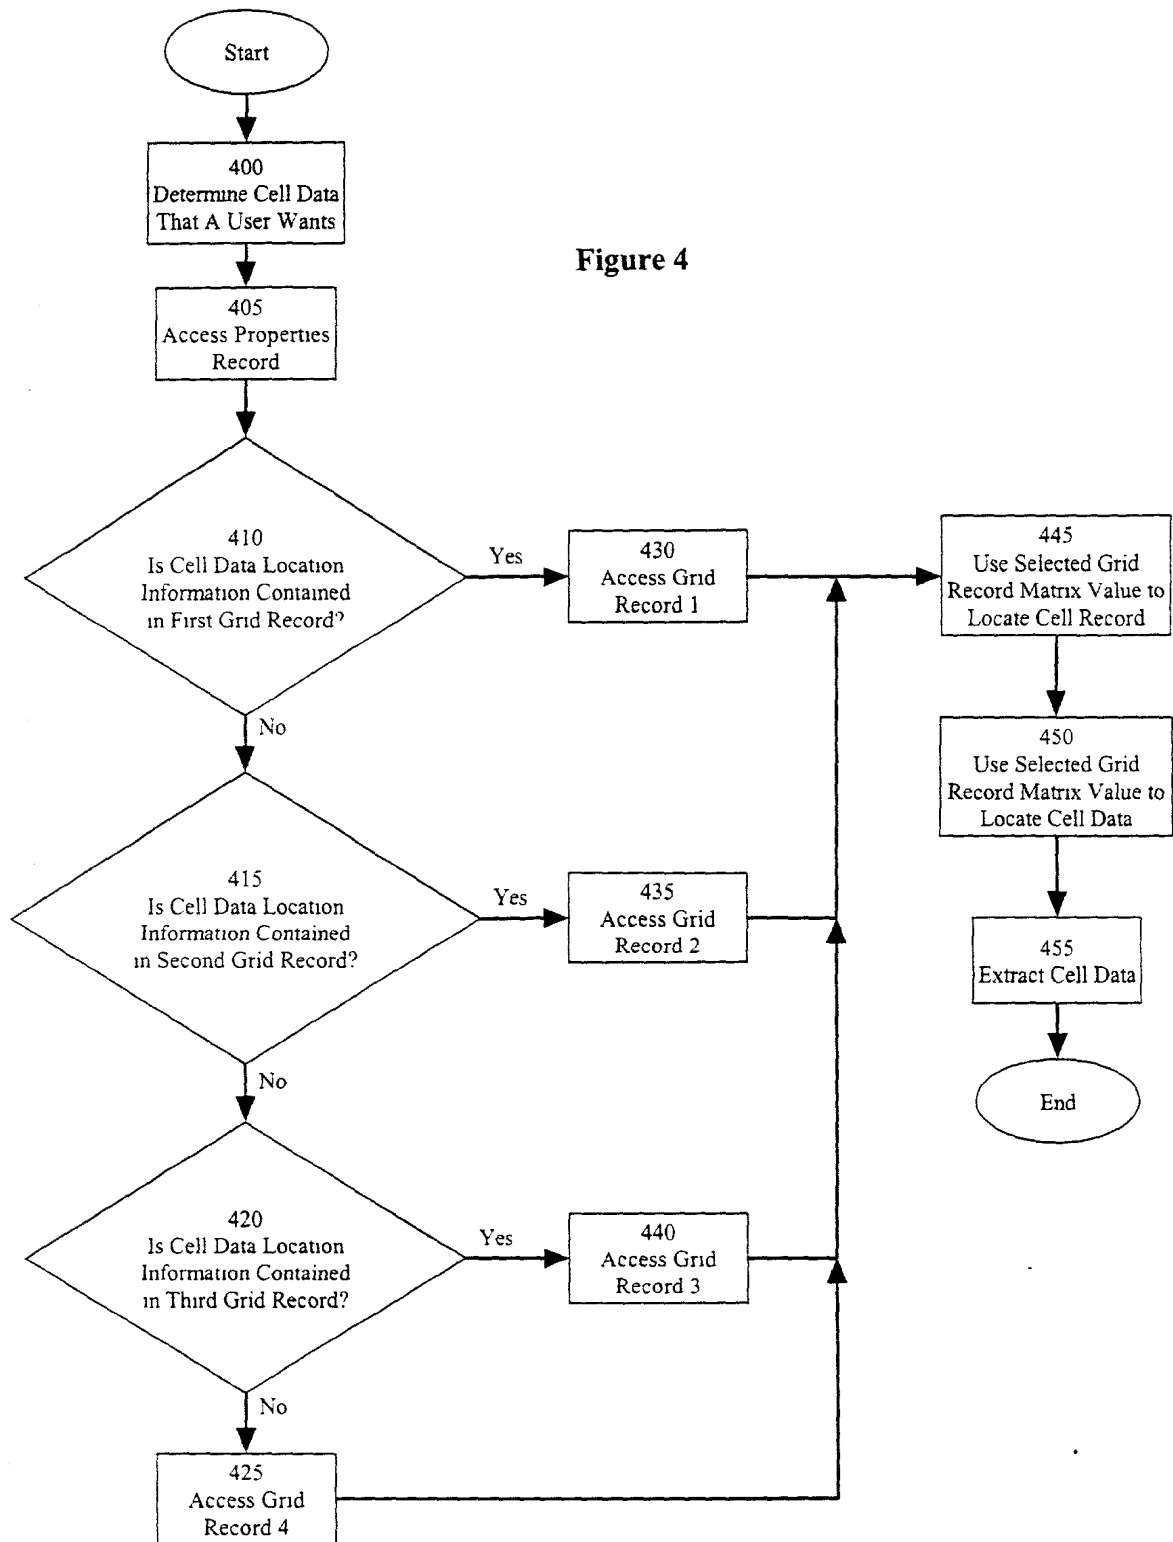 Start
400
Determine Cell Data
That A User Wants
Figure 4
405
Access Properties
Record
410
Is Cell Data Location
Information Contained
in First Grid Record?
Yes
430
Access Grid
Record 1
445
Use Selected Grid
Record Matrix Value to
Locate Cell Record
No
450
Use Selected Grid
Record Matrix Value to
Locate Cell Data
415
Is Cell Data Location
Information Contained
in Second Grid Record?
Yes
435
Access Grid
Record 2
455
Extract Cell Data
No
End
420
Is Cell Data Location
Information Contained
in Third Grid Record?
Yes
440
Access Grid
Record 3
No
425
Access Grid
Record 4